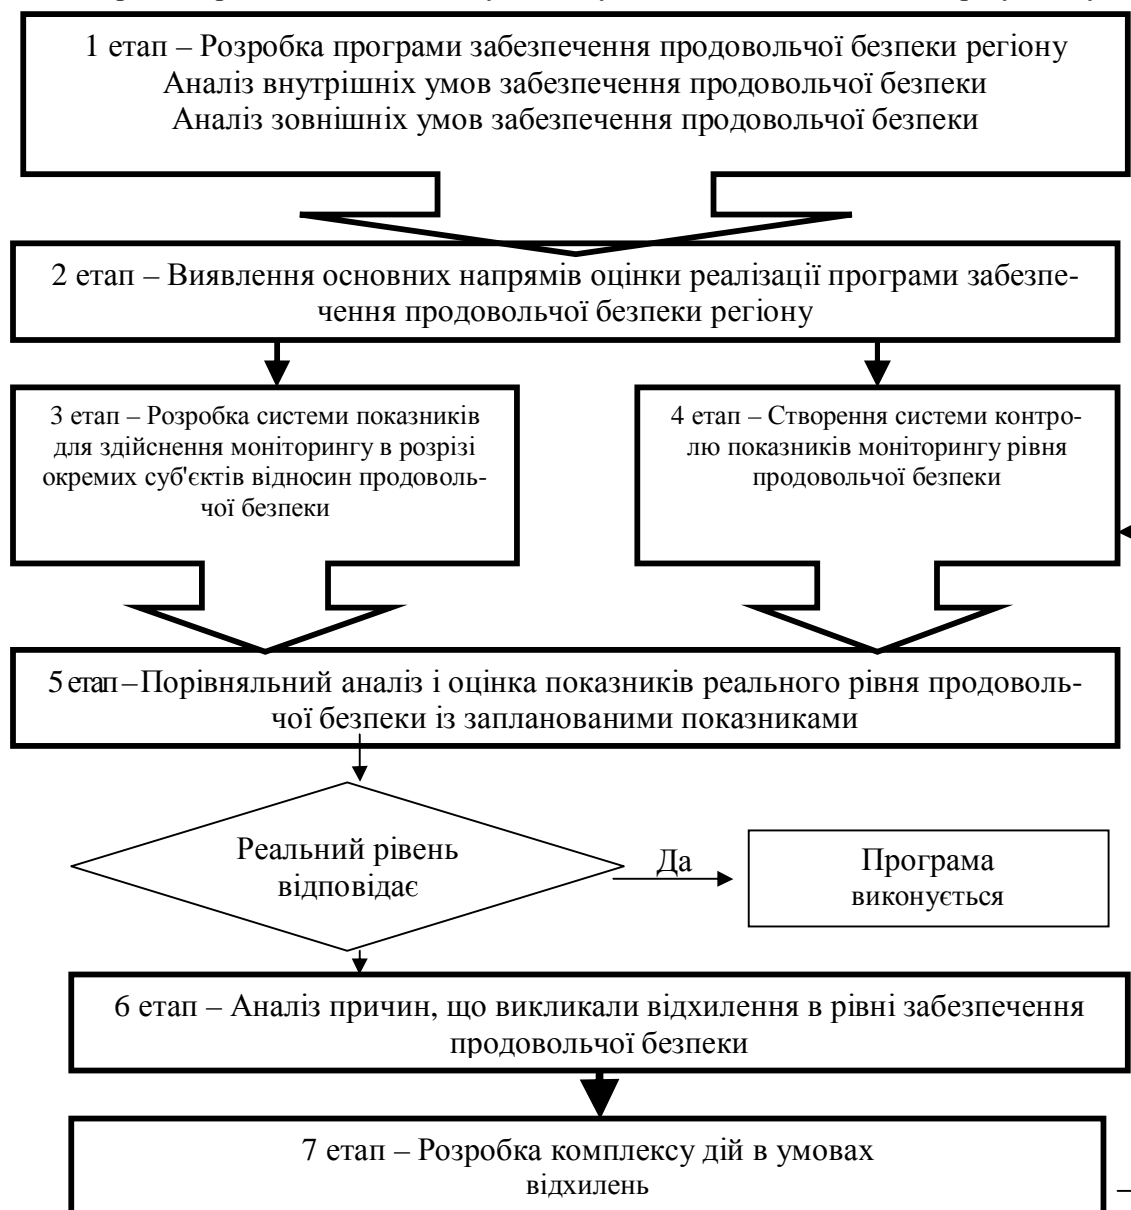 1 етап – Розробка програми забезпечення продовольчої безпеки регіону
Аналіз внутрішніх умов забезпечення продовольчої безпеки
Аналіз зовнішніх умов забезпечення продовольчої безпеки
2 етап – Виявлення основних напрямів оцінки реалізації програми забезпе-
чення продовольчої безпеки регіону
3 етап – Розробка системи показників
для здійснення моніторингу в розрізі
окремих суб'єктів відносин продоволь-
чої безпеки
4 етап – Створення системи контро-
лю показників моніторингу рівня
продовольчої безпеки
5 етап – Порівняльний аналіз і оцінка показників реального рівня продоволь-
чої безпеки із запланованими показниками
Реальний рівень
відповідає
Да
Програма
виконується
6 етап – Аналіз причин, що викликали відхилення в рівні забезпечення
продовольчої безпеки
7 етап – Розробка комплексу дій в умовах
відхилень